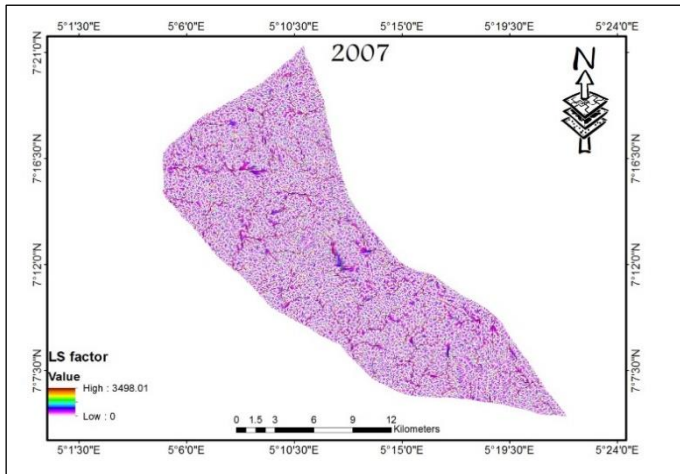 5°1'30"E 5°6'0"E 5°10'30"E 5°15'0"E 5°19'30"E 5°24'0"E
2007
N
7°21'0"N 7°21'0"N
7°16'30"N 7°16'30"N
7°12'0"N 7°12'0"N
7°7'30"N 7°7'30"N
LS factor
Value
High : 3498.01
Low : 0
0 1.5 3 6 9 12
Kilometers
5°1'30"E 5°6'0"E 5°10'30"E 5°15'0"E 5°19'30"E 5°24'0"E